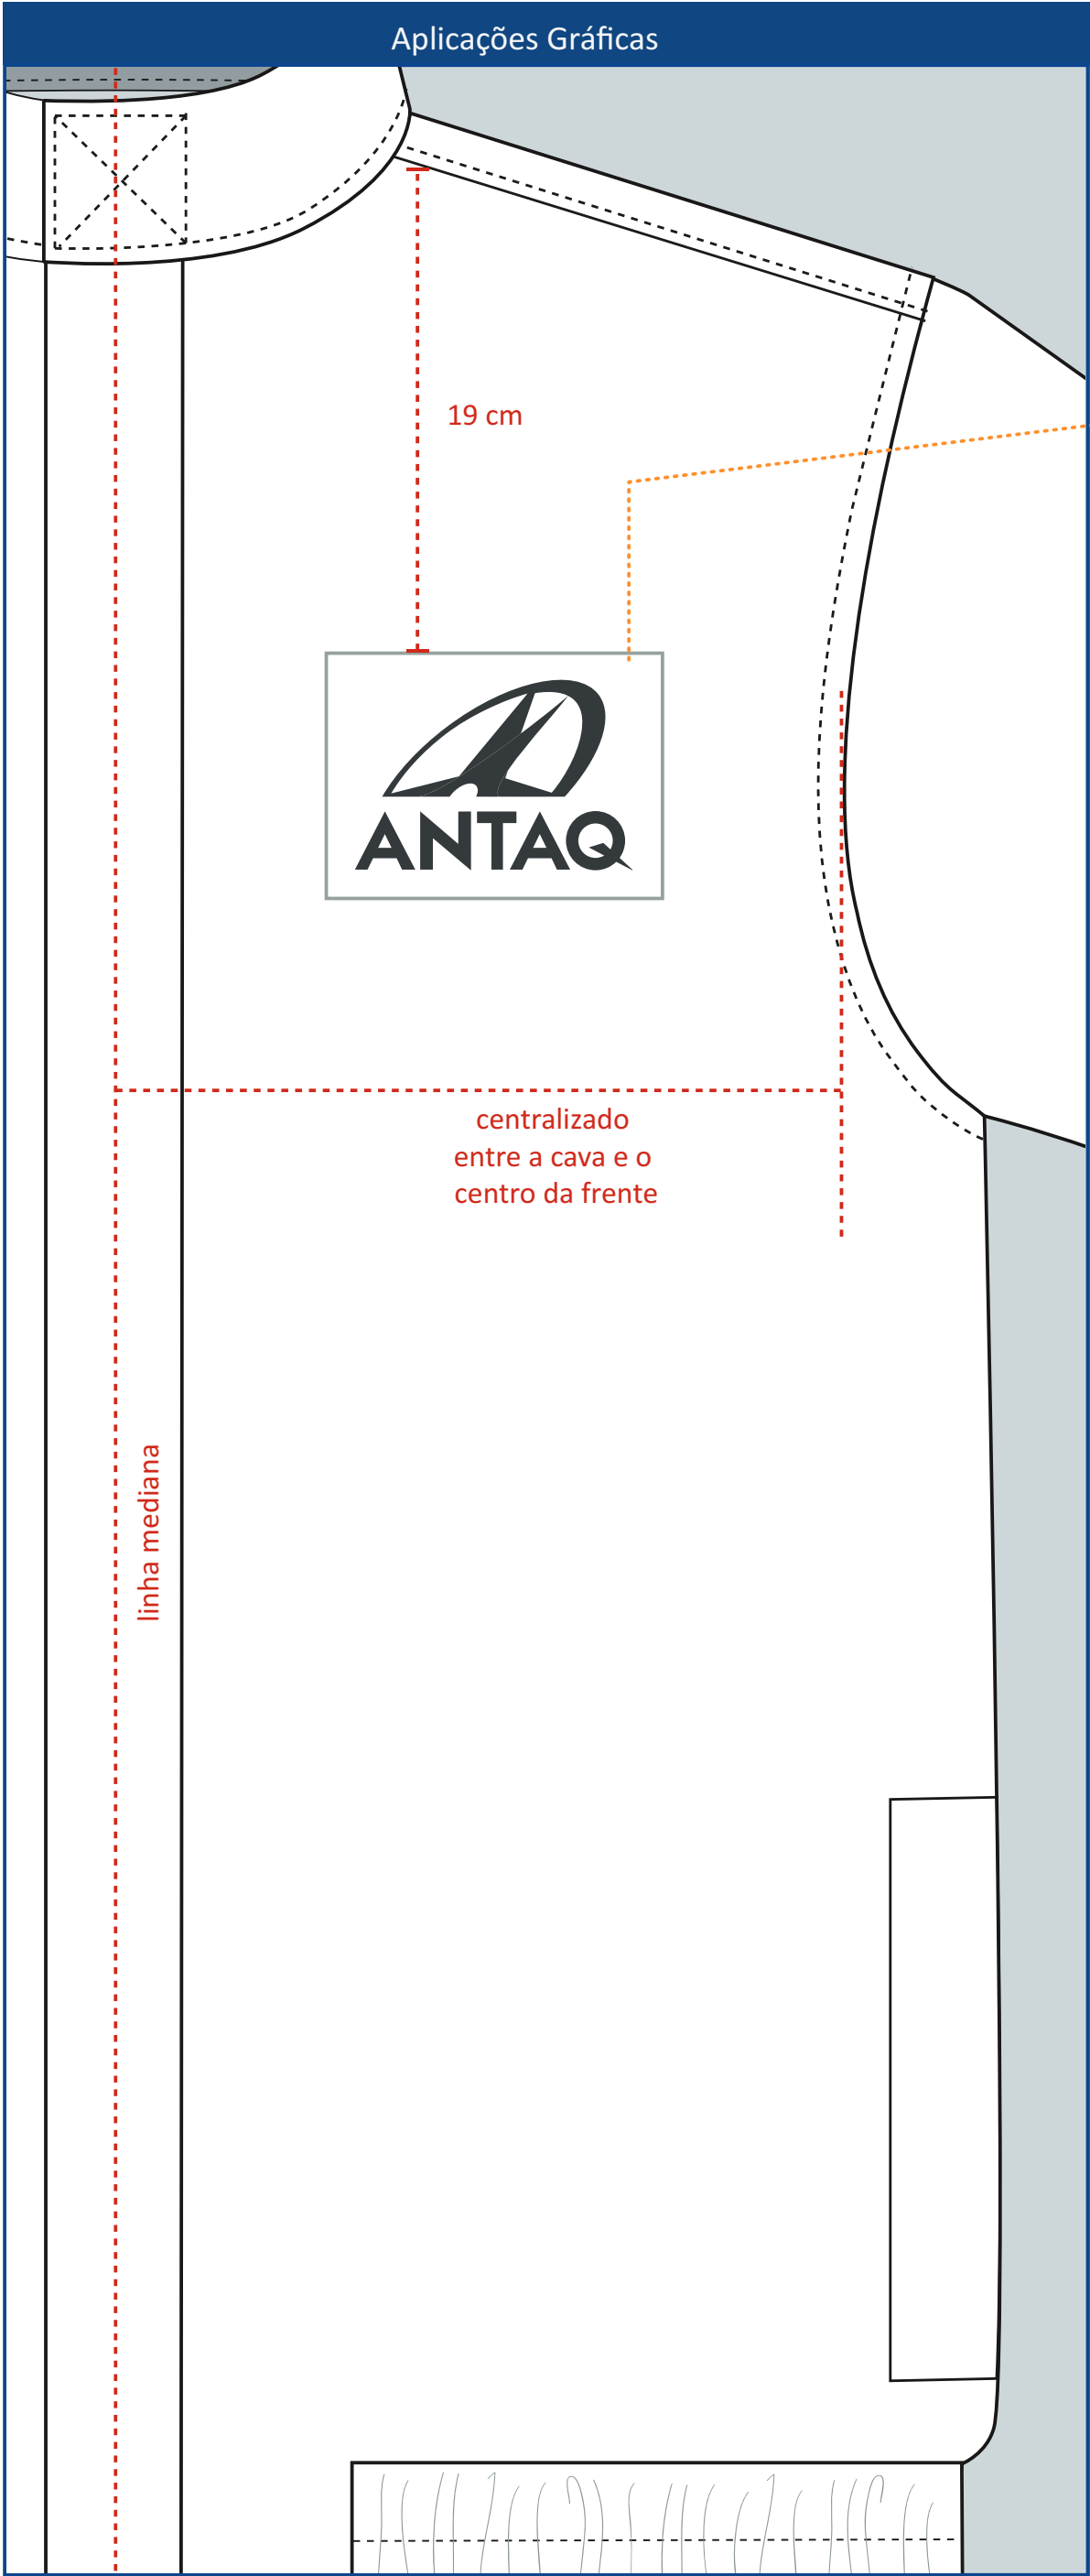 Aplicações Gráficas
19 cm
ANTAQ
centralizado
entre a cava e o
centro da frente
linha mediana